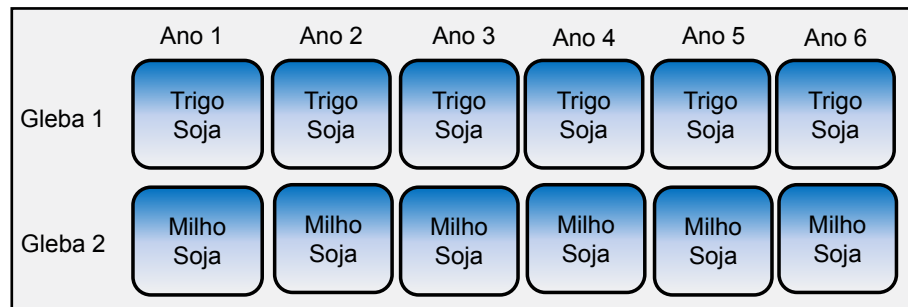 Ano 1 Ano 2 Ano 3 Ano 4 Ano 5 Ano 6
Gleba 1
Trigo Trigo Trigo Trigo Trigo Trigo
Soja Soja Soja Soja Soja Soja
Gleba 2
Milho Milho Milho Milho Milho Milho
Soja Soja Soja Soja Soja Soja